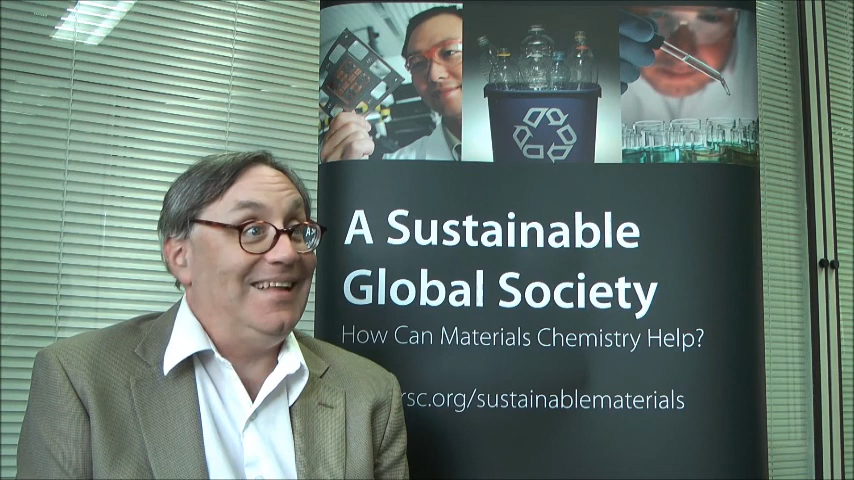 A Sustainable
Global Society
How Can Materials Chemistry Help?
rsc.org/sustainablematerials